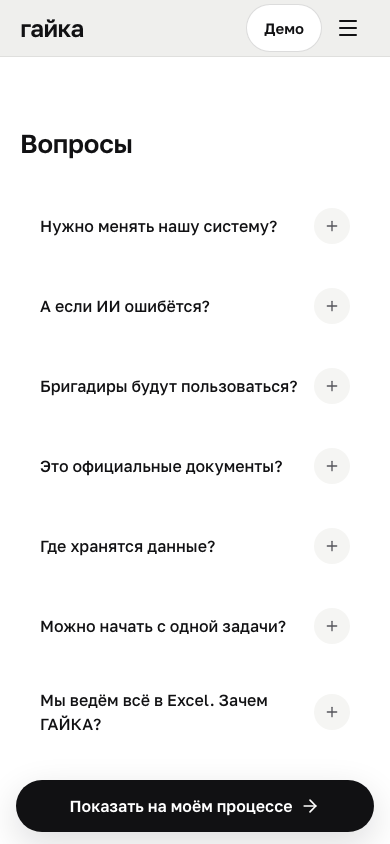 гайка
Демо
Вопросы
Нужно менять нашу систему?
А если ИИ ошибётся?
Бригадиры будут пользоваться?
Это официальные документы?
Где хранятся данные?
Можно начать с одной задачи?
Мы ведём всё в Excel. Зачем
ГАЙКА?
Показать на моём процессе →